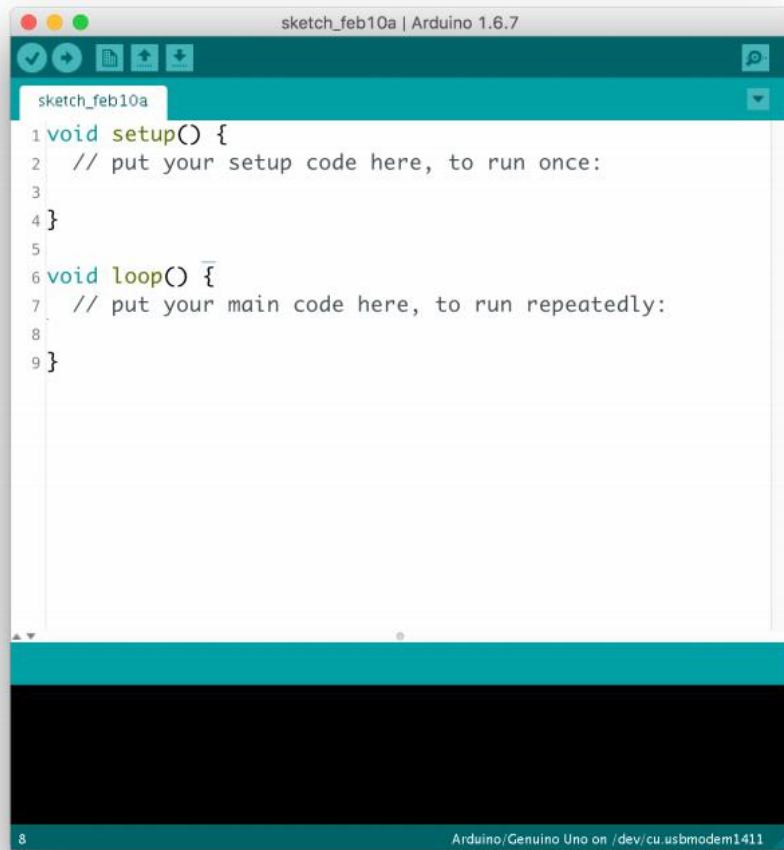 sketch_feb10a | Arduino 1.6.7
sketch_feb10a
1 void setup() {
2   // put your setup code here, to run once:
3
4 }
5
6 void loop() {
7   // put your main code here, to run repeatedly:
8
9 }
8
Arduino/Genuino Uno on /dev/cu.usbmodem1411